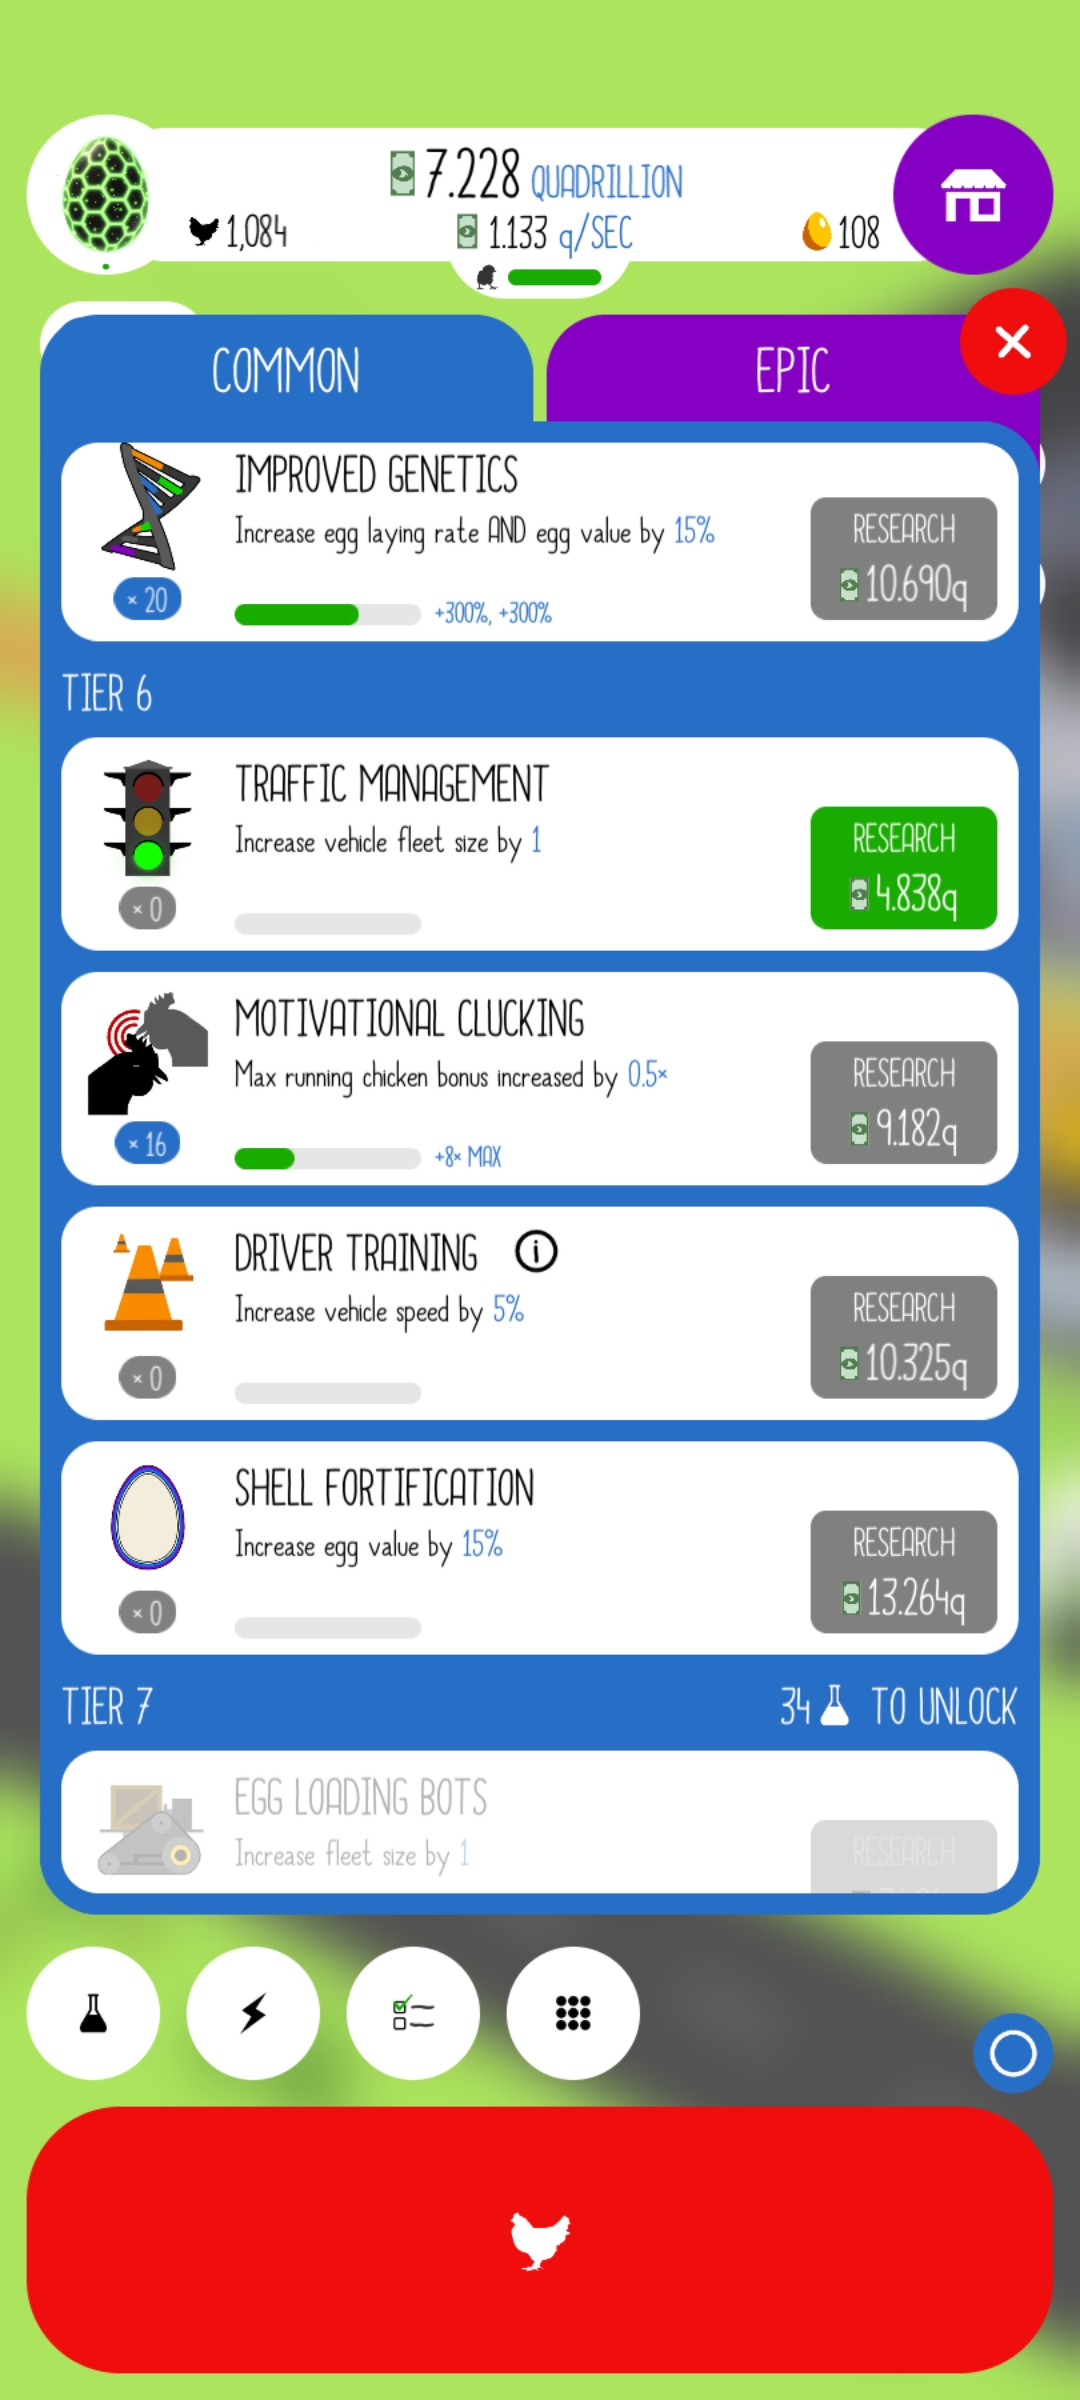 7.228 QUADRILLION
1,084
1.133 q/SEC
108
COMMON
EPIC
IMPROVED GENETICS
Increase egg laying rate AND egg value by 15%
RESEARCH
10.690q
× 20
+300%, +300%
TIER 6
TRAFFIC MANAGEMENT
Increase vehicle fleet size by 1
RESEARCH
4.838q
× 0
MOTIVATIONAL CLUCKING
Max running chicken bonus increased by 0.5×
RESEARCH
9.182q
× 16
+8× MAX
DRIVER TRAINING i
Increase vehicle speed by 5%
RESEARCH
10.325q
× 0
SHELL FORTIFICATION
Increase egg value by 15%
RESEARCH
13.264q
× 0
TIER 7
34 TO UNLOCK
EGG LOADING BOTS
Increase fleet size by 1
RESEARCH